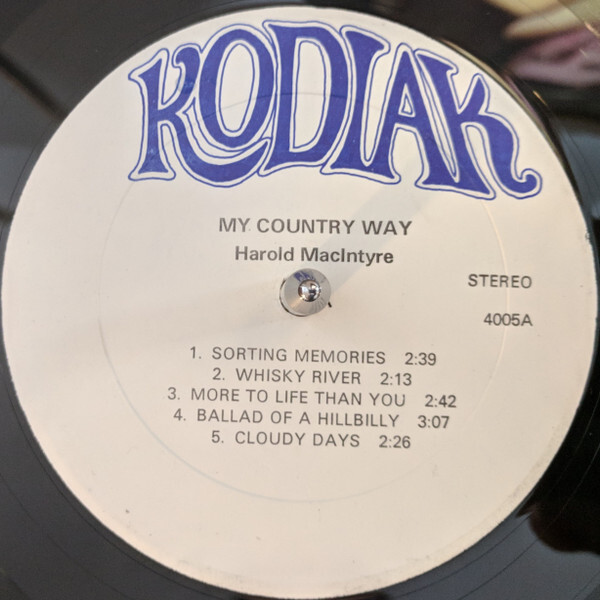 KODIAK
MY COUNTRY WAY
Harold MacIntyre
STEREO
4005A
1. SORTING MEMORIES 2:39
2. WHISKY RIVER 2:13
3. MORE TO LIFE THAN YOU 2:42
4. BALLAD OF A HILLBILLY 3:07
5. CLOUDY DAYS 2:26